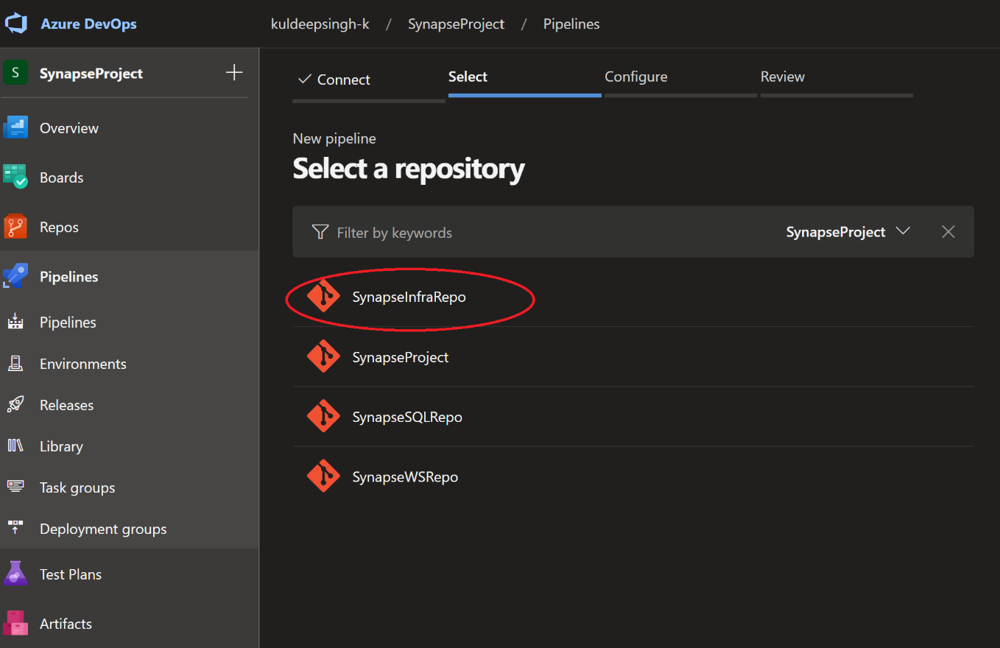 Azure DevOps
kuldeepsingh-k / SynapseProject / Pipelines
S SynapseProject
Overview
Boards
Repos
Pipelines
Pipelines
Environments
Releases
Library
Task groups
Deployment groups
Test Plans
Artifacts
Connect Select Configure Review
New pipeline
Select a repository
Filter by keywords SynapseProject
SynapseInfraRepo
SynapseProject
SynapseSQLRepo
SynapseWSRepo